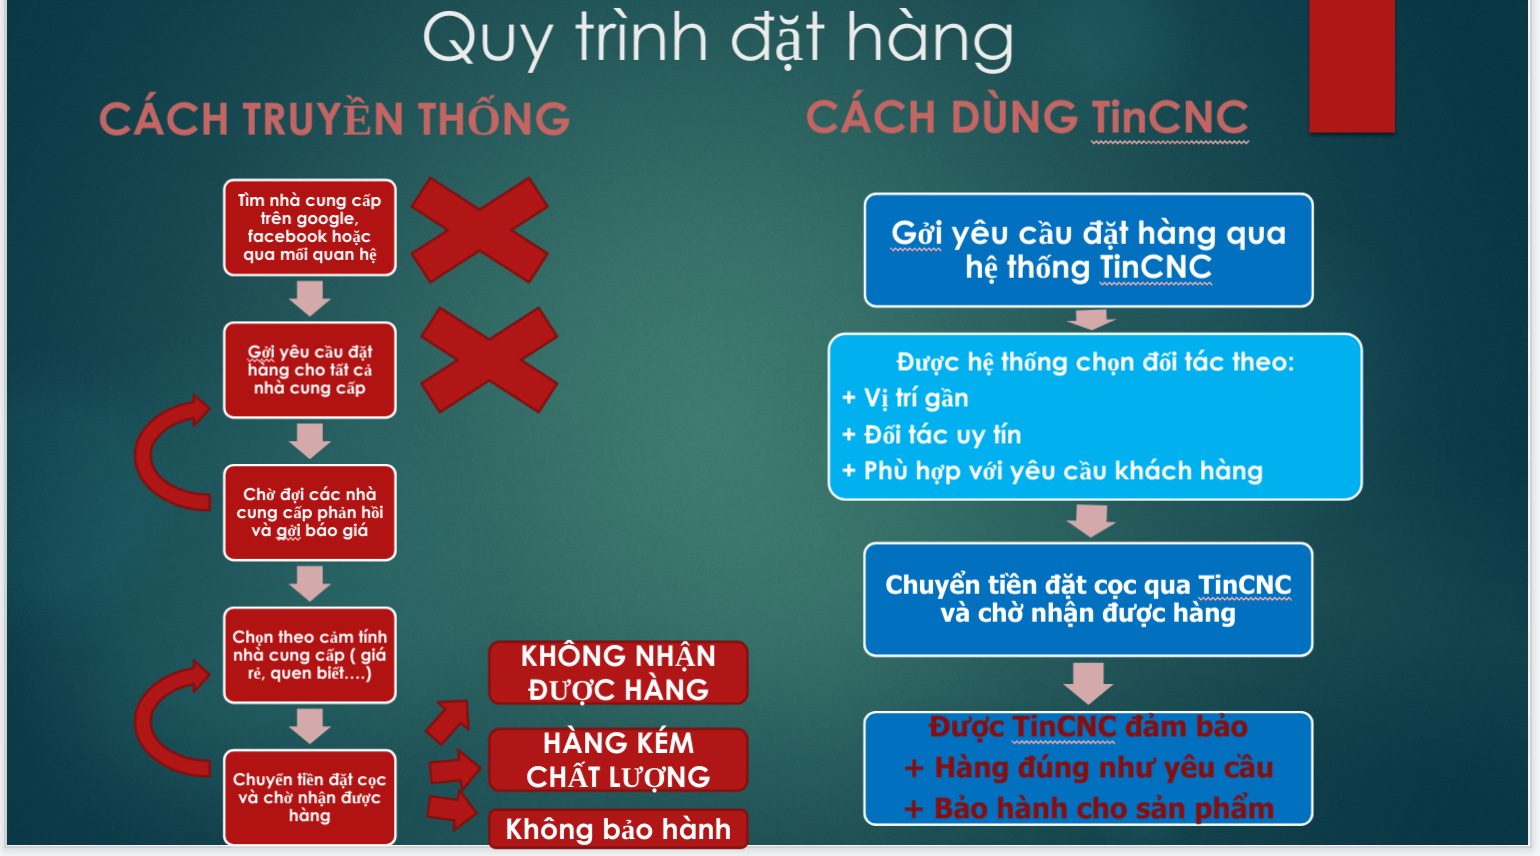 Quy trình đặt hàng
CÁCH TRUYỀN THỐNG
Tìm nhà cung cấp
trên google,
facebook hoặc
qua mối quan hệ
Gởi yêu cầu đặt
hàng cho tất cả
nhà cung cấp
Chờ đợi các nhà
cung cấp phản hồi
và gởi báo giá
Chọn theo cảm tính
nhà cung cấp ( giá
rẻ, quen biết....)
Chuyển tiền đặt cọc
và chờ nhận được
hàng
KHÔNG NHẬN
ĐƯỢC HÀNG
HÀNG KÉM
CHẤT LƯỢNG
Không bảo hành
CÁCH DÙNG TinCNC
Gởi yêu cầu đặt hàng qua
hệ thống TinCNC
Được hệ thống chọn đối tác theo:
+ Vị trí gần
+ Đối tác uy tín
+ Phù hợp với yêu cầu khách hàng
Chuyển tiền đặt cọc qua TinCNC
và chờ nhận được hàng
Được TinCNC đảm bảo
+ Hàng đúng như yêu cầu
+ Bảo hành cho sản phẩm